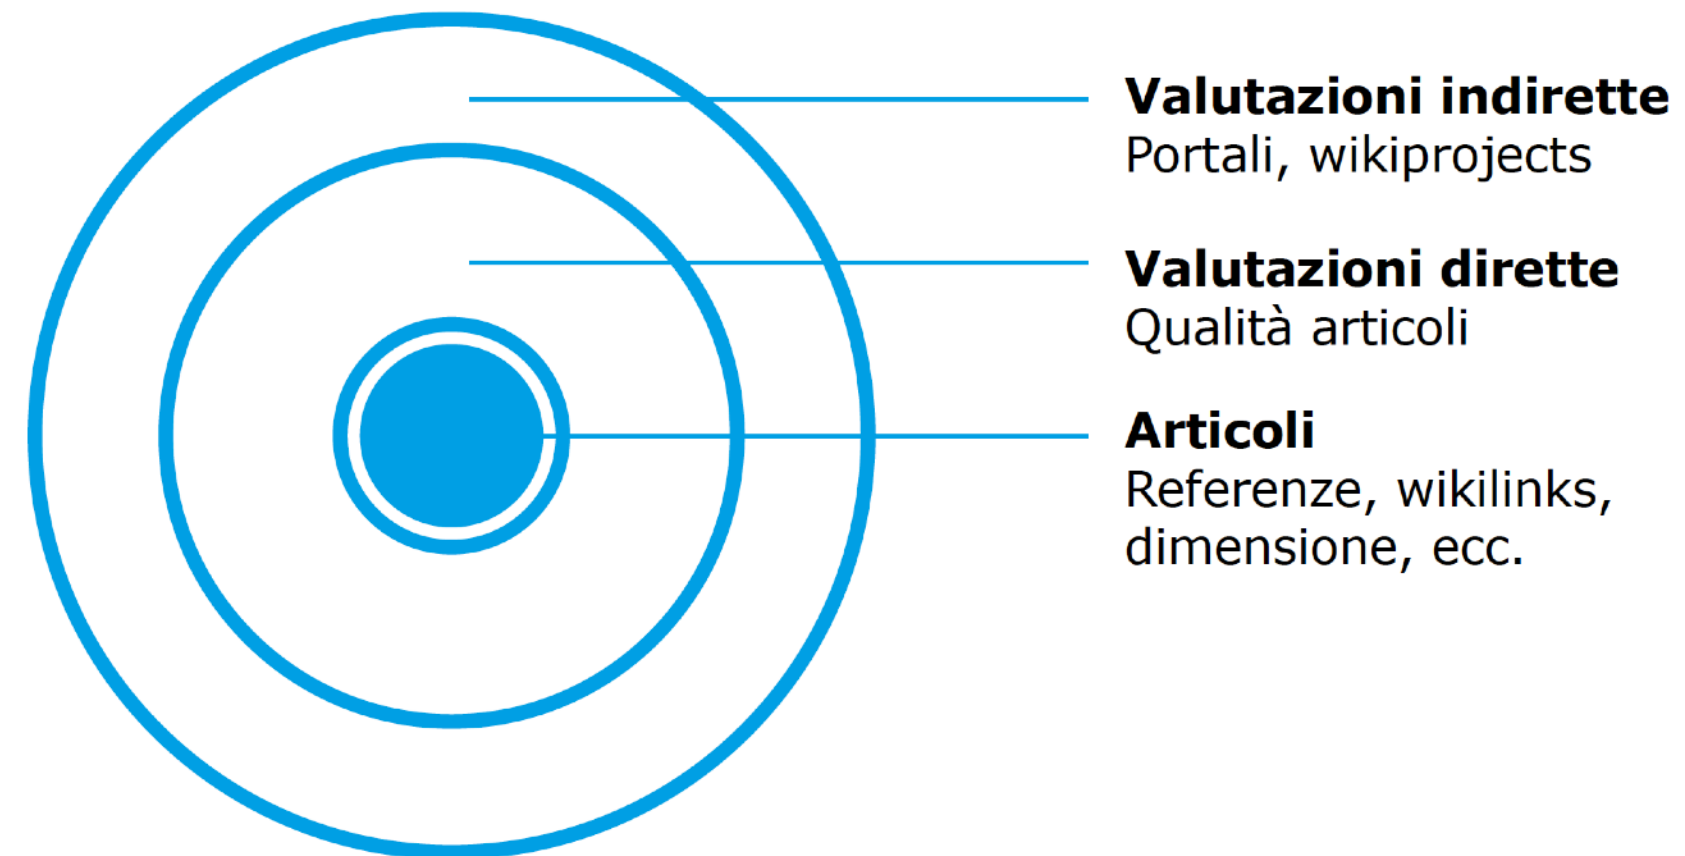 Valutazioni indirette
Portali, wikiprojects
Valutazioni dirette
Qualità articoli
Articoli
Referenze, wikilinks,
dimensione, ecc.